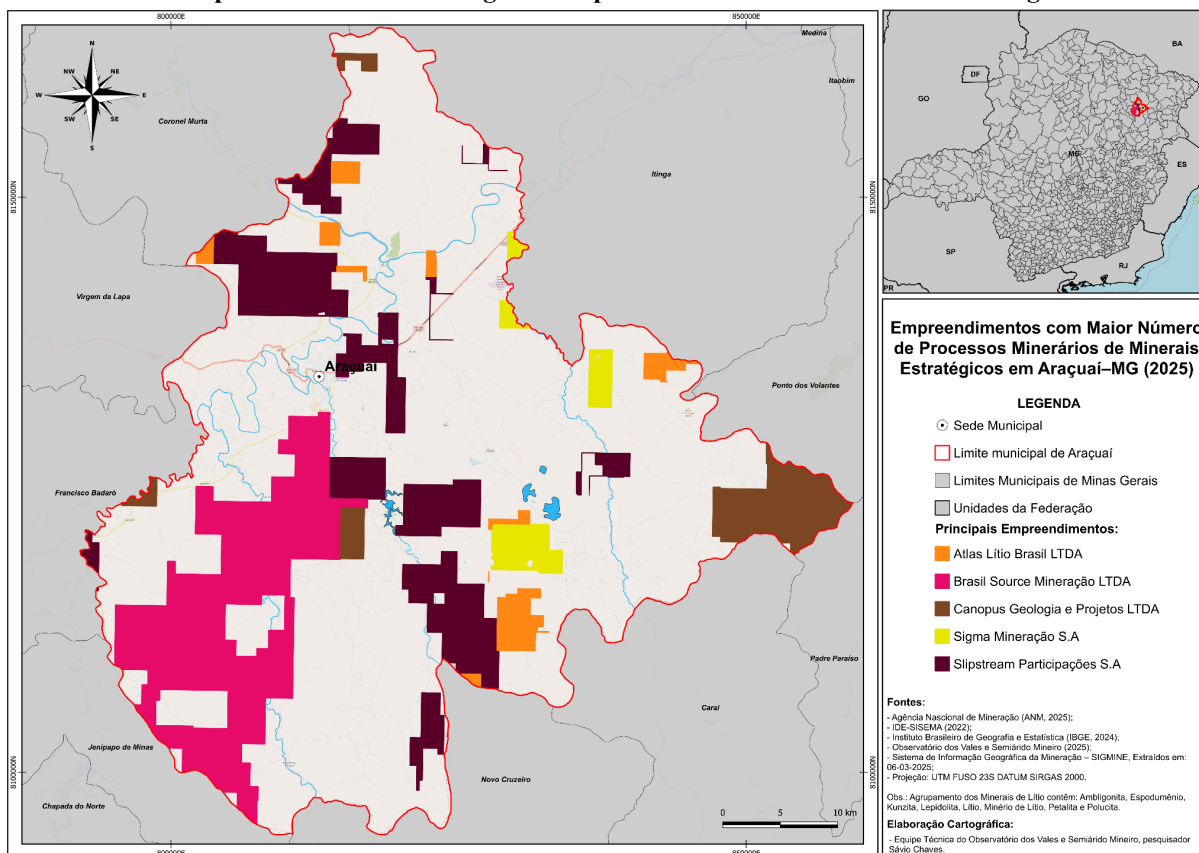 800000E
850000E
8150000N
8150000N
8100000N
8100000N
800000E
850000E
N
NW
NE
W
E
SW
SE
S
Medina
Itaobim
Coronel Murta
Itinga
Virgem da Lapa
Ponto dos Volantes
Araçuaí
Francisco Badaró
Padre Paraíso
Caraí
Jenipapo de Minas
Novo Cruzeiro
Chapada do Norte
0 5 10 km
BA
DF
GO
MG
ES
SP
RJ
PR
Empreendimentos com Maior Número
de Processos Minerários de Minerais
Estratégicos em Araçuaí–MG (2025)
LEGENDA
Sede Municipal
Limite municipal de Araçuaí
Limites Municipais de Minas Gerais
Unidades da Federação
Principais Empreendimentos:
Atlas Lítio Brasil LTDA
Brasil Source Mineração LTDA
Canopus Geologia e Projetos LTDA
Sigma Mineração S.A
Slipstream Participações S.A
Fontes:
- Agência Nascional de Mineração (ANM, 2025);
- IDE-SISEMA (2022);
- Instituto Brasileiro de Geografia e Estatística (IBGE, 2024);
- Observatório dos Vales e Semiárido Mineiro (2025);
- Sistema de Informação Geográfica da Mineração – SIGMINE, Extraídos em:
06-03-2025;
- Projeção: UTM FUSO 23S DATUM SIRGAS 2000.
Obs.: Agrupamento dos Minerais de Lítio contêm: Ambligonita, Espodumênio,
Kunzita, Lepidolita, Lítio, Minério de Lítio, Petalita e Polucita.
Elaboração Cartográfica:
- Equipe Técnica do Observatório dos Vales e Semiárido Mineiro, pesquisador
Sávio Chaves.